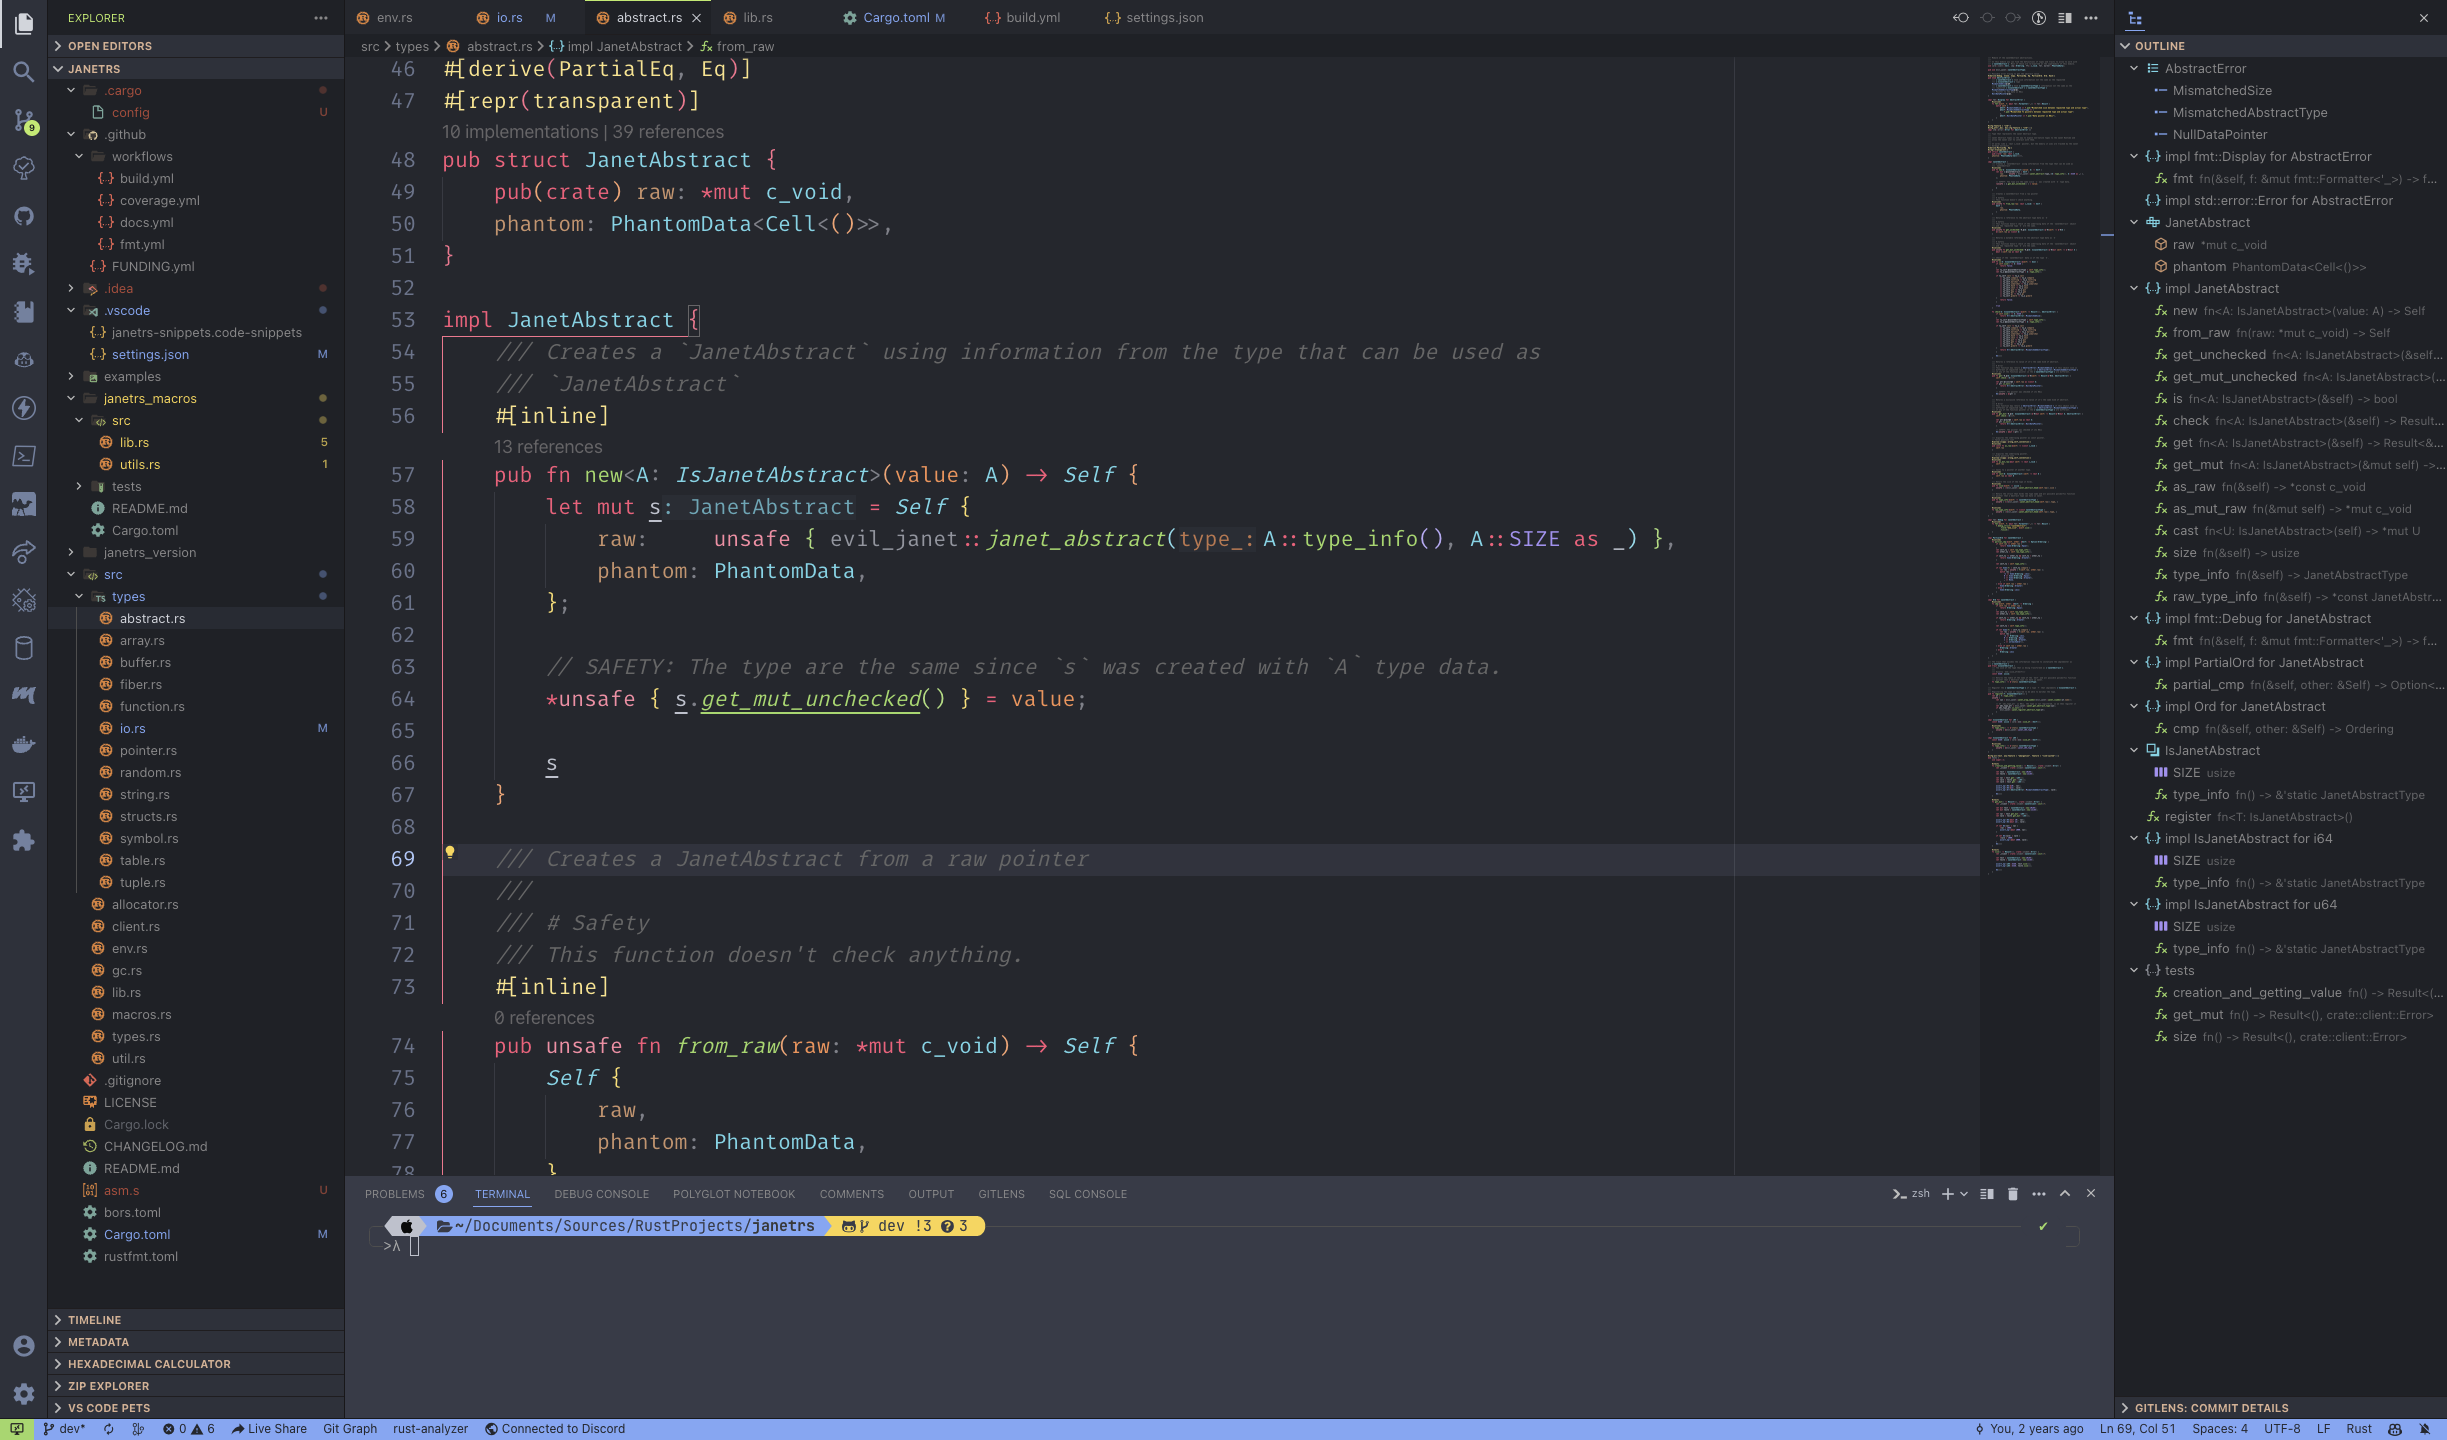 EXPLORER
OPEN EDITORS
JANETRS
.cargo
config U
.github
workflows
build.yml
coverage.yml
docs.yml
fmt.yml
FUNDING.yml
.idea
.vscode
janetrs-snippets.code-snippets
settings.json M
examples
janetrs_macros
src
lib.rs 5
utils.rs 1
tests
README.md
Cargo.toml
janetrs_version
src
types
abstract.rs
array.rs
buffer.rs
fiber.rs
function.rs
io.rs M
pointer.rs
random.rs
string.rs
structs.rs
symbol.rs
table.rs
tuple.rs
allocator.rs
client.rs
env.rs
gc.rs
lib.rs
macros.rs
types.rs
util.rs
.gitignore
LICENSE
Cargo.lock
CHANGELOG.md
README.md
asm.s U
bors.toml
Cargo.toml M
rustfmt.toml
TIMELINE
METADATA
HEXADECIMAL CALCULATOR
ZIP EXPLORER
VS CODE PETS
9
env.rs io.rs M abstract.rs lib.rs Cargo.toml M build.yml settings.json
src > types > abstract.rs > impl JanetAbstract > from_raw
46 #[derive(PartialEq, Eq)]
47 #[repr(transparent)]
10 implementations | 39 references
48 pub struct JanetAbstract {
49 pub(crate) raw: *mut c_void,
50 phantom: PhantomData<Cell<()>>,
51 }
52
53 impl JanetAbstract {
54 /// Creates a `JanetAbstract` using information from the type that can be used as
55 /// `JanetAbstract`
56 #[inline]
13 references
57 pub fn new<A: IsJanetAbstract>(value: A) -> Self {
58 let mut s: JanetAbstract = Self {
59 raw: unsafe { evil_janet::janet_abstract(type_: A::type_info(), A::SIZE as _) },
60 phantom: PhantomData,
61 };
62
63 // SAFETY: The type are the same since `s` was created with `A` type data.
64 *unsafe { s.get_mut_unchecked() } = value;
65
66 s
67 }
68
69 /// Creates a JanetAbstract from a raw pointer
70 ///
71 /// # Safety
72 /// This function doesn't check anything.
73 #[inline]
0 references
74 pub unsafe fn from_raw(raw: *mut c_void) -> Self {
75 Self {
76 raw,
77 phantom: PhantomData,
78 }
PROBLEMS 6 TERMINAL DEBUG CONSOLE POLYGLOT NOTEBOOK COMMENTS OUTPUT GITLENS SQL CONSOLE zsh
~/Documents/Sources/RustProjects/janetrs dev !3 ?3 ✔
>λ
OUTLINE
AbstractError
MismatchedSize
MismatchedAbstractType
NullDataPointer
impl fmt::Display for AbstractError
fmt fn(&self, f: &mut fmt::Formatter<'_>) -> f...
impl std::error::Error for AbstractError
JanetAbstract
raw *mut c_void
phantom PhantomData<Cell<()>>
impl JanetAbstract
new fn<A: IsJanetAbstract>(value: A) -> Self
from_raw fn(raw: *mut c_void) -> Self
get_unchecked fn<A: IsJanetAbstract>(&self...
get_mut_unchecked fn<A: IsJanetAbstract>(...
is fn<A: IsJanetAbstract>(&self) -> bool
check fn<A: IsJanetAbstract>(&self) -> Result...
get fn<A: IsJanetAbstract>(&self) -> Result<&...
get_mut fn<A: IsJanetAbstract>(&mut self) ->...
as_raw fn(&self) -> *const c_void
as_mut_raw fn(&mut self) -> *mut c_void
cast fn<U: IsJanetAbstract>(self) -> *mut U
size fn(&self) -> usize
type_info fn(&self) -> JanetAbstractType
raw_type_info fn(&self) -> *const JanetAbstr...
impl fmt::Debug for JanetAbstract
fmt fn(&self, f: &mut fmt::Formatter<'_>) -> f...
impl PartialOrd for JanetAbstract
partial_cmp fn(&self, other: &Self) -> Option<...
impl Ord for JanetAbstract
cmp fn(&self, other: &Self) -> Ordering
IsJanetAbstract
SIZE usize
type_info fn() -> &'static JanetAbstractType
register fn<T: IsJanetAbstract>()
impl IsJanetAbstract for i64
SIZE usize
type_info fn() -> &'static JanetAbstractType
impl IsJanetAbstract for u64
SIZE usize
type_info fn() -> &'static JanetAbstractType
tests
creation_and_getting_value fn() -> Result<(...
get_mut fn() -> Result<(), crate::client::Error>
size fn() -> Result<(), crate::client::Error>
GITLENS: COMMIT DETAILS
dev* 0 6 Live Share Git Graph rust-analyzer Connected to Discord You, 2 years ago Ln 69, Col 51 Spaces: 4 UTF-8 LF Rust